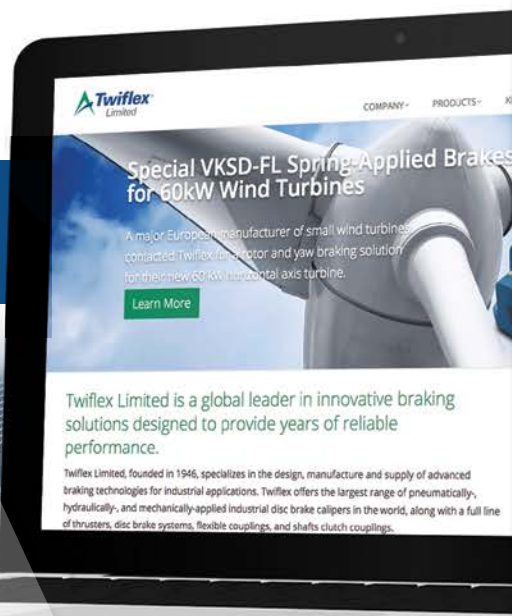 Twiflex
Limited
COMPANY PRODUCTS
Special VKSD-FL Spring-Applied Brakes
for 60kW Wind Turbines
A major European manufacturer of small wind turbines
contacted Twiflex for a rotor and yaw braking solution
for their new 60 kW horizontal axis turbine.
Learn More
Twiflex Limited is a global leader in innovative braking
solutions designed to provide years of reliable
performance.
Twiflex Limited, founded in 1946, specializes in the design, manufacture and supply of advanced
braking technologies for industrial applications. Twiflex offers the largest range of pneumatically-,
hydraulically-, and mechanically-applied industrial disc brake calipers in the world, along with a full line
of thrusters, disc brake systems, flexible couplings, and shafts clutch couplings.